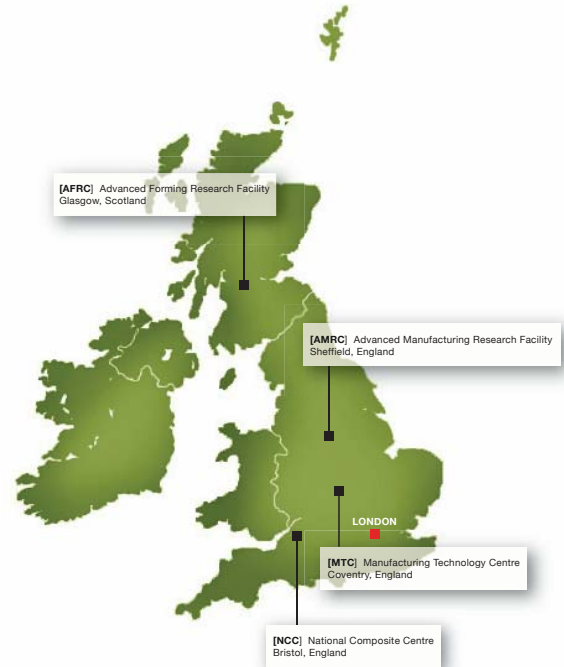 [AFRC] Advanced Forming Research Facility
Glasgow, Scotland
[AMRC] Advanced Manufacturing Research Facility
Sheffield, England
LONDON
[MTC] Manufacturing Technology Centre
Coventry, England
[NCC] National Composite Centre
Bristol, England